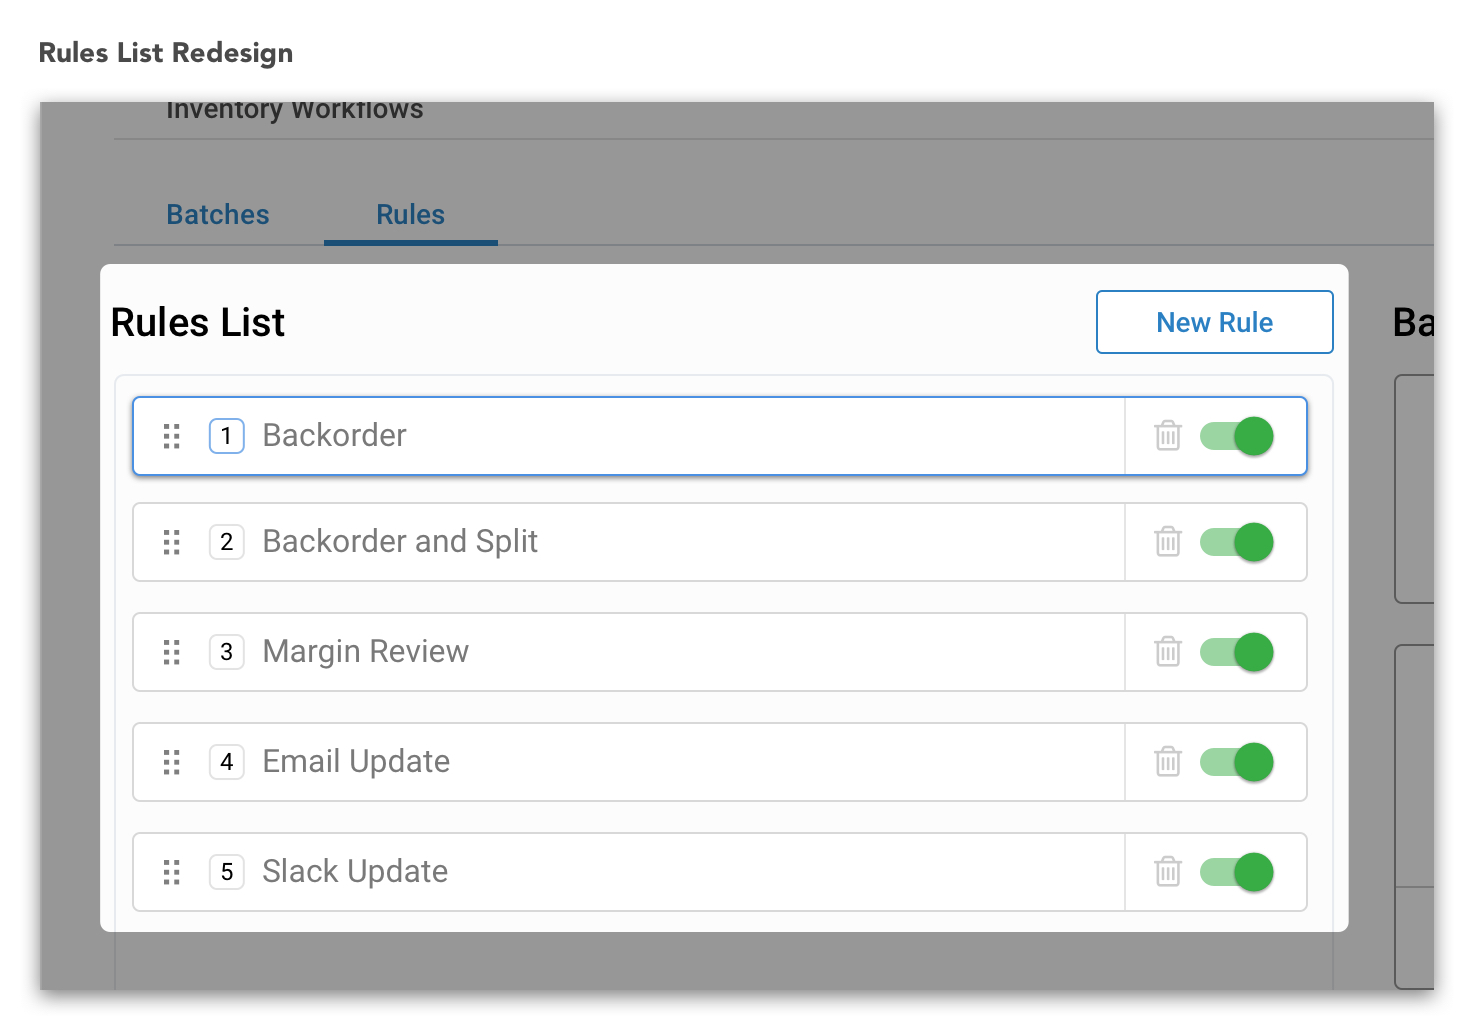 Rules List Redesign
Inventory Workflows
Batches Rules
Rules List
New Rule
Ba
1 Backorder
2 Backorder and Split
3 Margin Review
4 Email Update
5 Slack Update